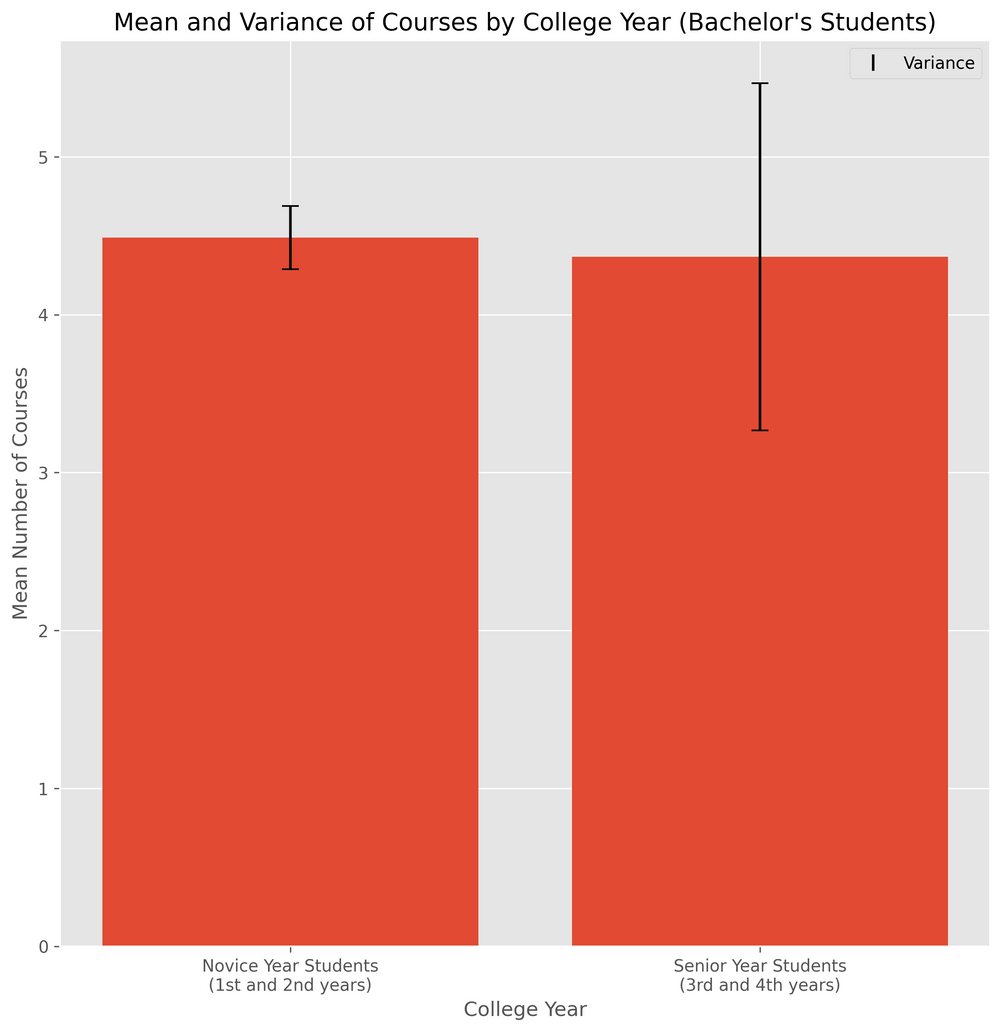 Mean and Variance of Courses by College Year (Bachelor's Students)
Variance
5
4
3
2
1
0
Mean Number of Courses
Novice Year Students
(1st and 2nd years)
Senior Year Students
(3rd and 4th years)
College Year